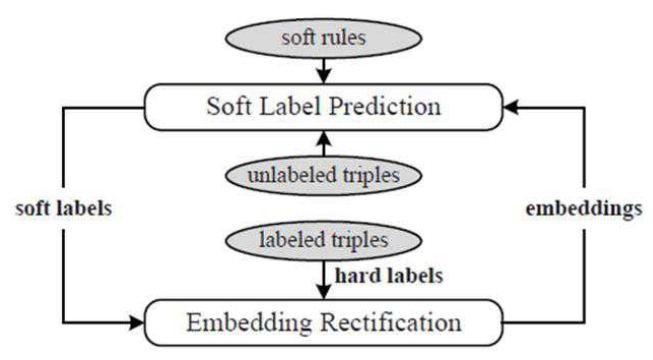 soft rules
Soft Label Prediction
unlabeled triples
soft labels
embeddings
labeled triples
hard labels
Embedding Rectification